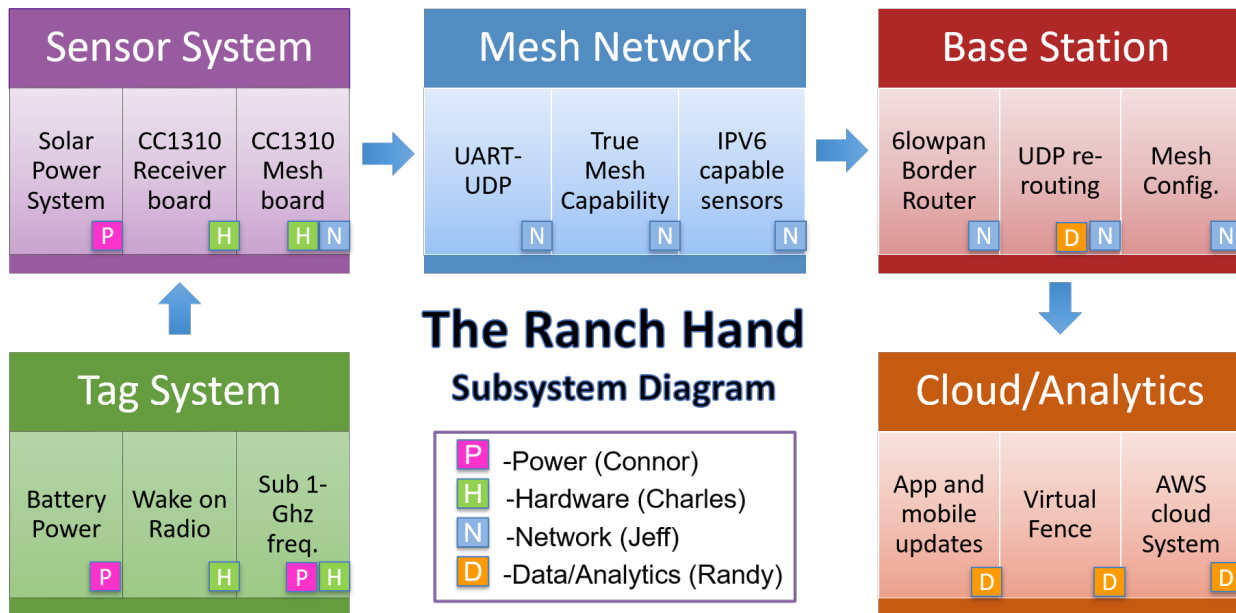 Sensor System
Solar
Power
System
P
CC1310
Receiver
board
H
CC1310
Mesh
board
H N
Mesh Network
UART-
UDP
N
True
Mesh
Capability
N
IPV6
capable
sensors
N
Base Station
6lowpan
Border
Router
N
UDP re-
routing
D N
Mesh
Config.
N
Tag System
Battery
Power
P
Wake on
Radio
H
Sub 1-
Ghz
freq.
P H
The Ranch Hand
Subsystem Diagram
P -Power (Connor)
H -Hardware (Charles)
N -Network (Jeff)
D -Data/Analytics (Randy)
Cloud/Analytics
App and
mobile
updates
D
Virtual
Fence
D
AWS
cloud
System
D